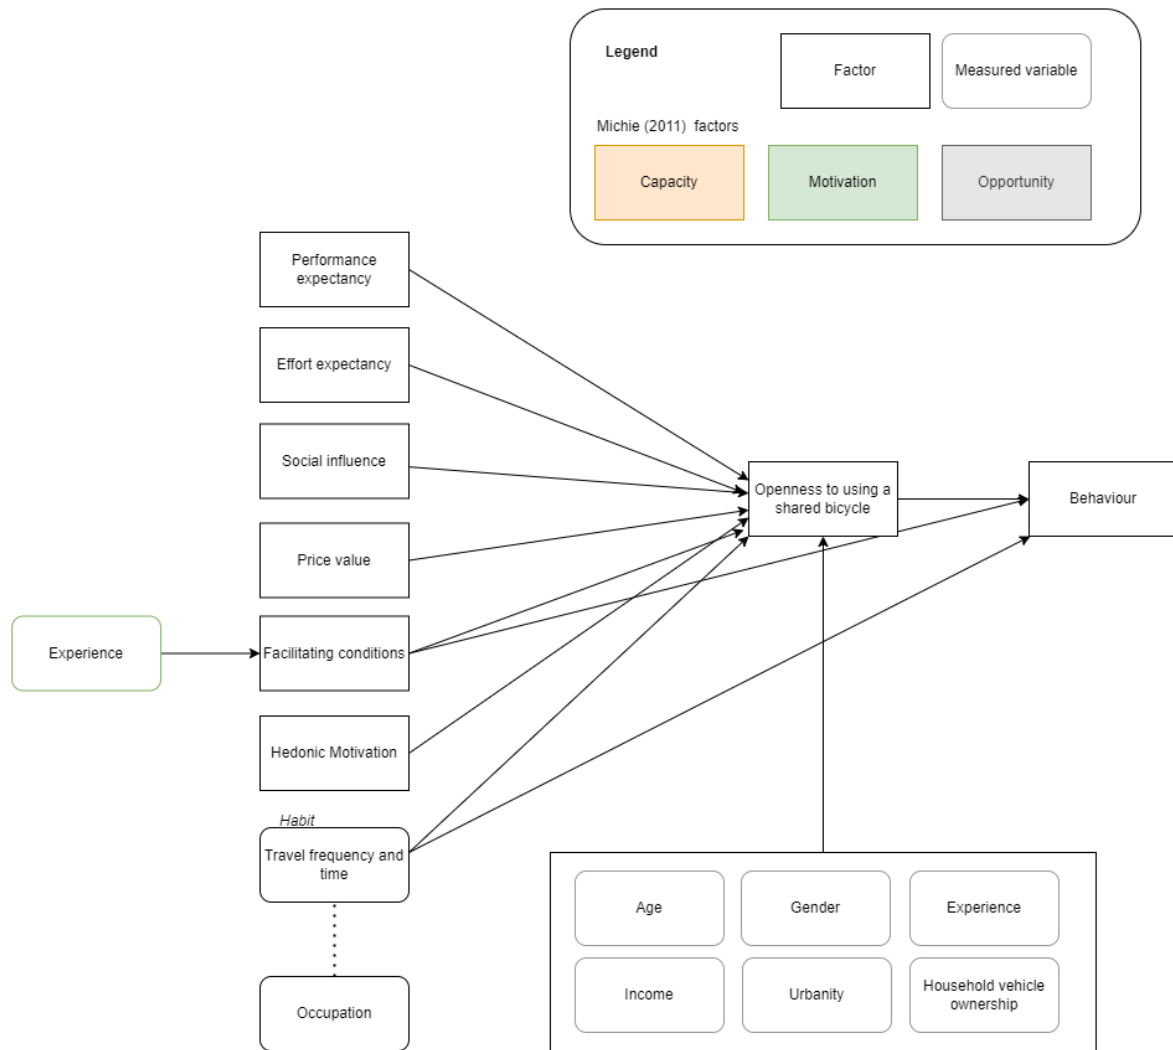 Legend
Factor
Measured variable
Michie (2011)  factors
Capacity
Motivation
Opportunity
Performance
expectancy
Effort expectancy
Social influence
Price value
Experience
Facilitating conditions
Hedonic Motivation
Habit
Travel frequency and
time
Occupation
Openness to using a
shared bicycle
Behaviour
Age
Gender
Experience
Income
Urbanity
Household vehicle
ownership